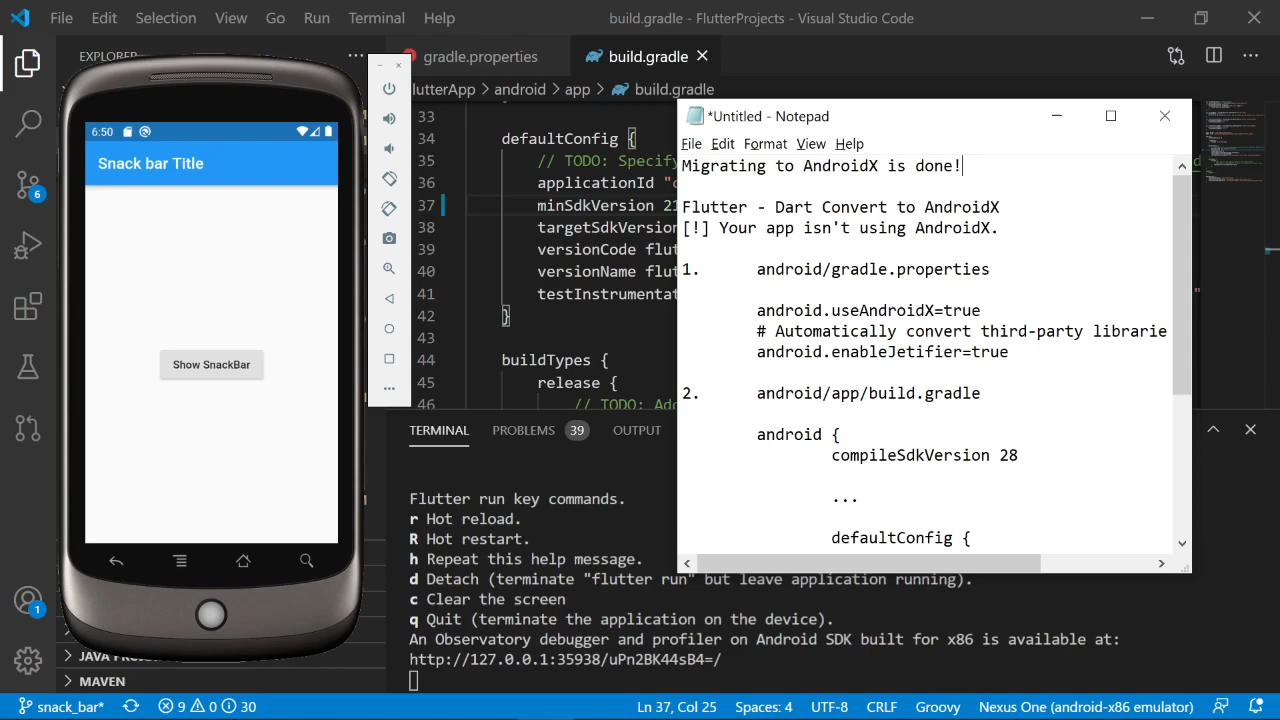 File Edit Selection View Go Run Terminal Help
build.gradle - FlutterProjects - Visual Studio Code
EXPLORER
gradle.properties
build.gradle
android > app > build.gradle
6:50
Snack bar Title
Show SnackBar
33
34 defaultConfig {
35 // TODO: Specify
36 applicationId "
37 minSdkVersion 21
38 targetSdkVersion
39 versionCode flut
40 versionName flut
41 testInstrumentat
42 }
43
44 buildTypes {
45 release {
46 // TODO: Add
*Untitled - Notepad
File Edit Format View Help
Migrating to AndroidX is done!
Flutter - Dart Convert to AndroidX
[!] Your app isn't using AndroidX.
1. android/gradle.properties
android.useAndroidX=true
# Automatically convert third-party librarie
android.enableJetifier=true
2. android/app/build.gradle
android {
compileSdkVersion 28
...
defaultConfig {
TERMINAL PROBLEMS 39 OUTPUT
Flutter run key commands.
r Hot reload.
R Hot restart.
h Repeat this help message.
d Detach (terminate "flutter run" but leave application running).
c Clear the screen
q Quit (terminate the application on the device).
An Observatory debugger and profiler on Android SDK built for x86 is available at:
http://127.0.0.1:35938/uPn2BK44sB4=/
6
1
MAVEN
snack_bar* 9 0 30
Ln 37, Col 25 Spaces: 4 UTF-8 CRLF Groovy Nexus One (android-x86 emulator)